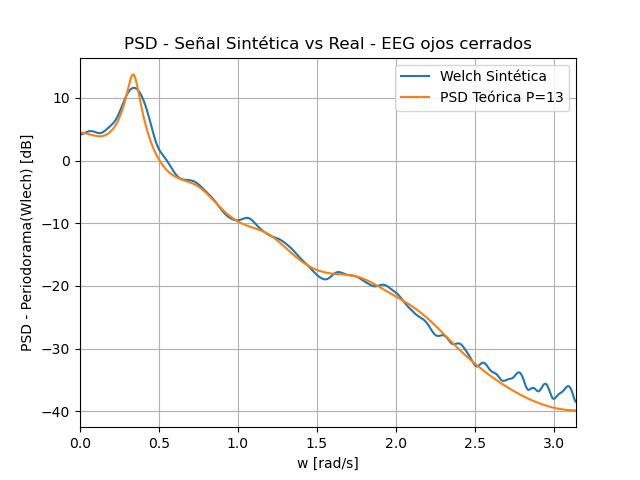 PSD - Señal Sintética vs Real - EEG ojos cerrados
Welch Sintética
PSD Teórica P=13
PSD - Periodorama(Wlech) [dB]
10
0
−10
−20
−30
−40
0.0 0.5 1.0 1.5 2.0 2.5 3.0
w [rad/s]